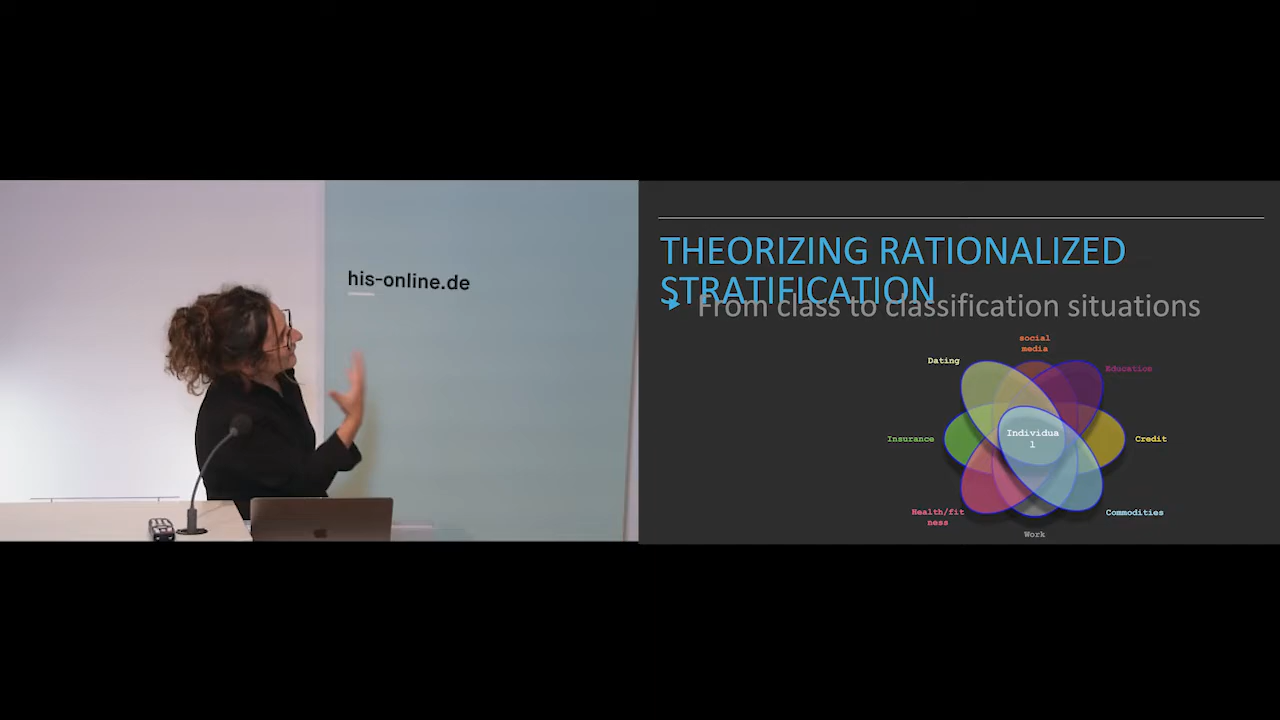 his-online.de
THEORIZING RATIONALIZED
STRATIFICATION
From class to classification situations
social
media
Dating
Education
Insurance
Individua
l
Credit
Health/fit
ness
Commodities
Work